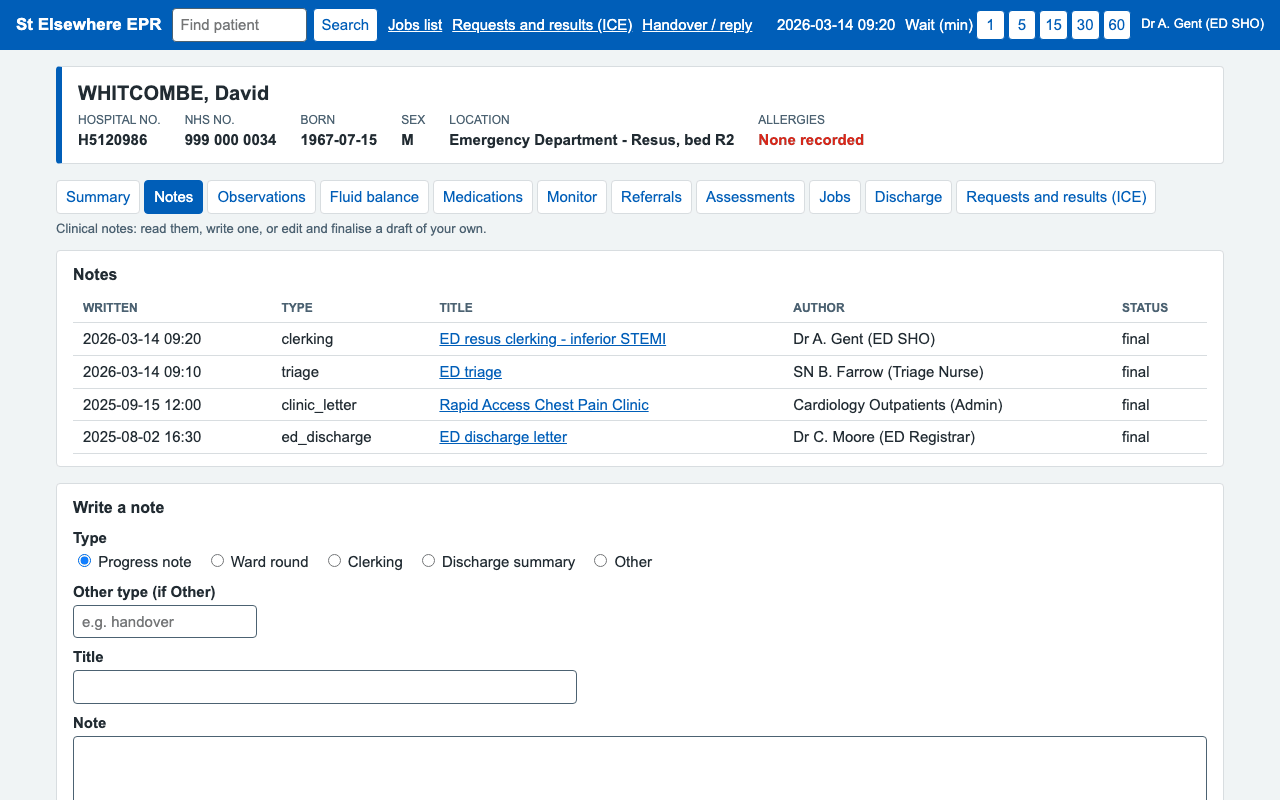 St Elsewhere EPR Find patient Search Jobs list Requests and results (ICE) Handover / reply 2026-03-14 09:20 Wait (min) 1 5 15 30 60 Dr A. Gent (ED SHO)
WHITCOMBE, David
HOSPITAL NO. NHS NO. BORN SEX LOCATION ALLERGIES
H5120986 999 000 0034 1967-07-15 M Emergency Department - Resus, bed R2 None recorded
Summary Notes Observations Fluid balance Medications Monitor Referrals Assessments Jobs Discharge Requests and results (ICE)
Clinical notes: read them, write one, or edit and finalise a draft of your own.
Notes
WRITTEN TYPE TITLE AUTHOR STATUS
2026-03-14 09:20 clerking ED resus clerking - inferior STEMI Dr A. Gent (ED SHO) final
2026-03-14 09:10 triage ED triage SN B. Farrow (Triage Nurse) final
2025-09-15 12:00 clinic_letter Rapid Access Chest Pain Clinic Cardiology Outpatients (Admin) final
2025-08-02 16:30 ed_discharge ED discharge letter Dr C. Moore (ED Registrar) final
Write a note
Type
Progress note Ward round Clerking Discharge summary Other
Other type (if Other)
e.g. handover
Title
Note